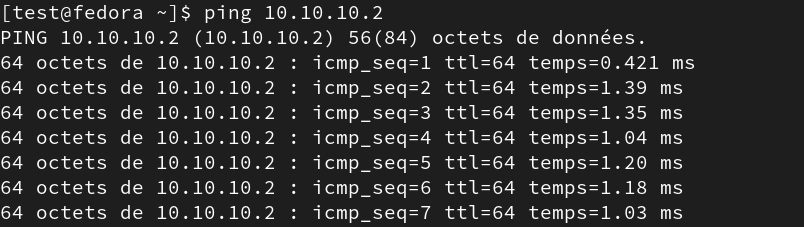 [test@fedora ~]$ ping 10.10.10.2
PING 10.10.10.2 (10.10.10.2) 56(84) octets de données.
64 octets de 10.10.10.2 : icmp_seq=1 ttl=64 temps=0.421 ms
64 octets de 10.10.10.2 : icmp_seq=2 ttl=64 temps=1.39 ms
64 octets de 10.10.10.2 : icmp_seq=3 ttl=64 temps=1.35 ms
64 octets de 10.10.10.2 : icmp_seq=4 ttl=64 temps=1.04 ms
64 octets de 10.10.10.2 : icmp_seq=5 ttl=64 temps=1.20 ms
64 octets de 10.10.10.2 : icmp_seq=6 ttl=64 temps=1.18 ms
64 octets de 10.10.10.2 : icmp_seq=7 ttl=64 temps=1.03 ms